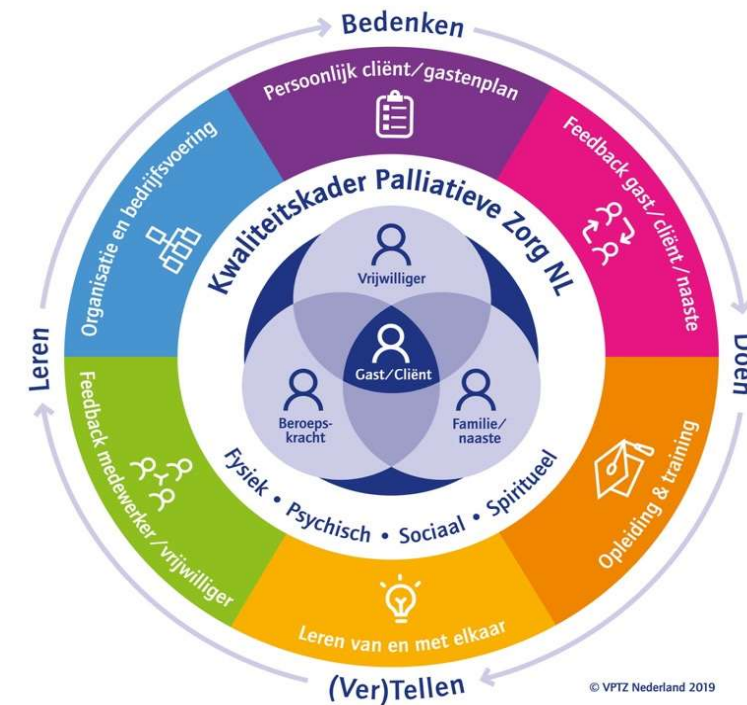 Bedenken
Doen
(Ver)Tellen
Leren
Persoonlijk cliënt/gastenplan
Feedback gast/cliënt/naaste
Opleiding & training
Leren van en met elkaar
Feedback medewerker/vrijwilliger
Organisatie en bedrijfsvoering
Kwaliteitskader Palliatieve Zorg NL
Vrijwilliger
Gast/Cliënt
Beroeps-
kracht
Familie/
naaste
Fysiek • Psychisch • Sociaal • Spiritueel
© VPTZ Nederland 2019